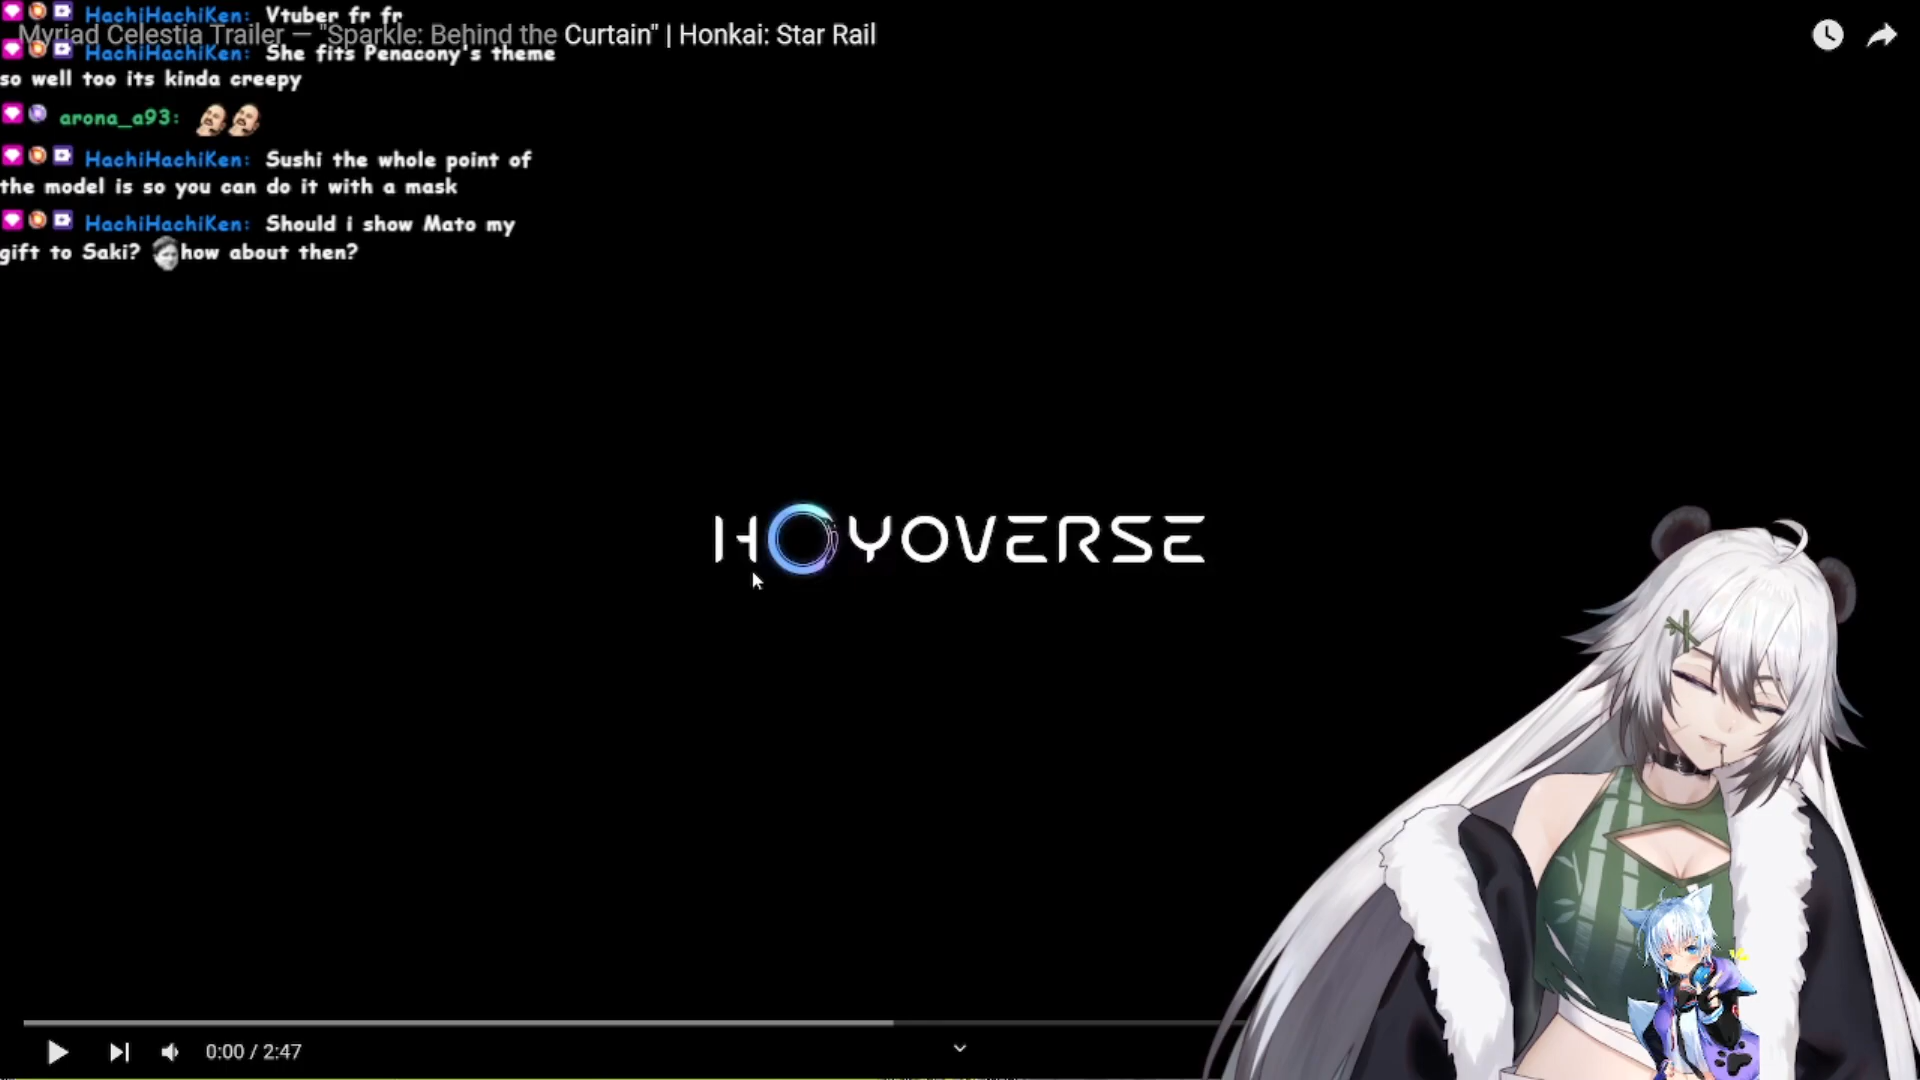 HachiHachiKen: Vtuber fr fr
Myriad Celestia Trailer — "Sparkle: Behind the Curtain" | Honkai: Star Rail
HachiHachiKen: She fits Penacony's theme
so well too its kinda creepy
arona_a93:
HachiHachiKen: Sushi the whole point of
the model is so you can do it with a mask
HachiHachiKen: Should i show Mato my
gift to Saki? how about then?
HOYOVERSE
0:00 / 2:47